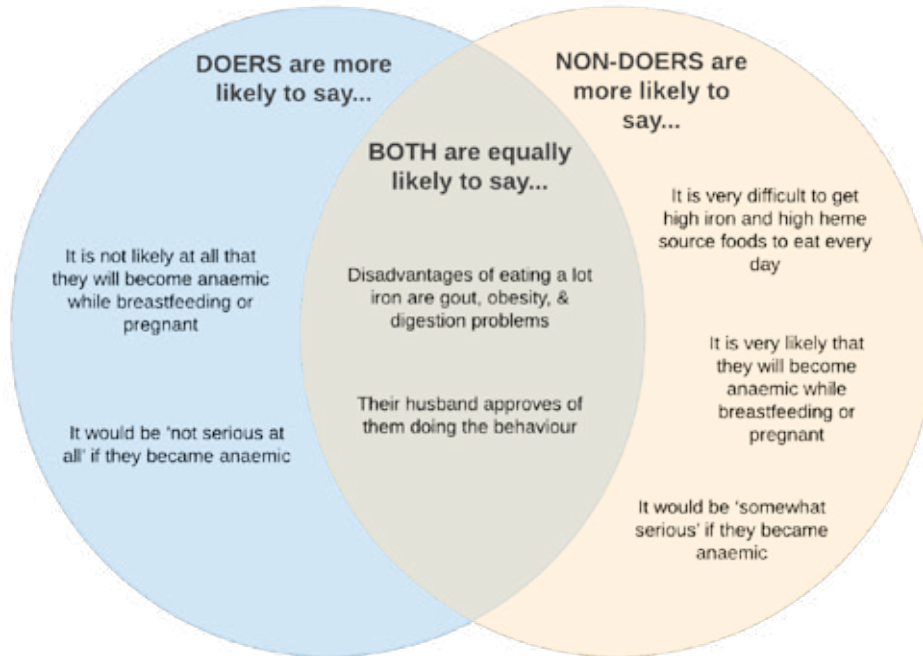 DOERS are more
likely to say...
It is not likely at all that
they will become anaemic
while breastfeeding or
pregnant
It would be ‘not serious at
all’ if they became anaemic
BOTH are equally
likely to say...
Disadvantages of eating a lot
iron are gout, obesity, &
digestion problems
Their husband approves of
them doing the behaviour
NON-DOERS are
more likely to
say...
It is very difficult to get
high iron and high heme
source foods to eat every
day
It is very likely that
they will become
anaemic while
breastfeeding or
pregnant
It would be ‘somewhat
serious’ if they became
anaemic